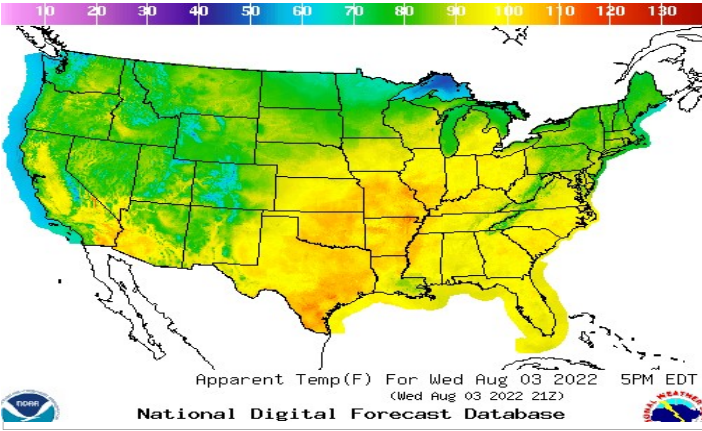 10 20 30 40 50 60 70 80 90 100 110 120 130
Apparent Temp(F) For Wed Aug 03 2022 5PM EDT
(Wed Aug 03 2022 21Z)
National Digital Forecast Database
noaa